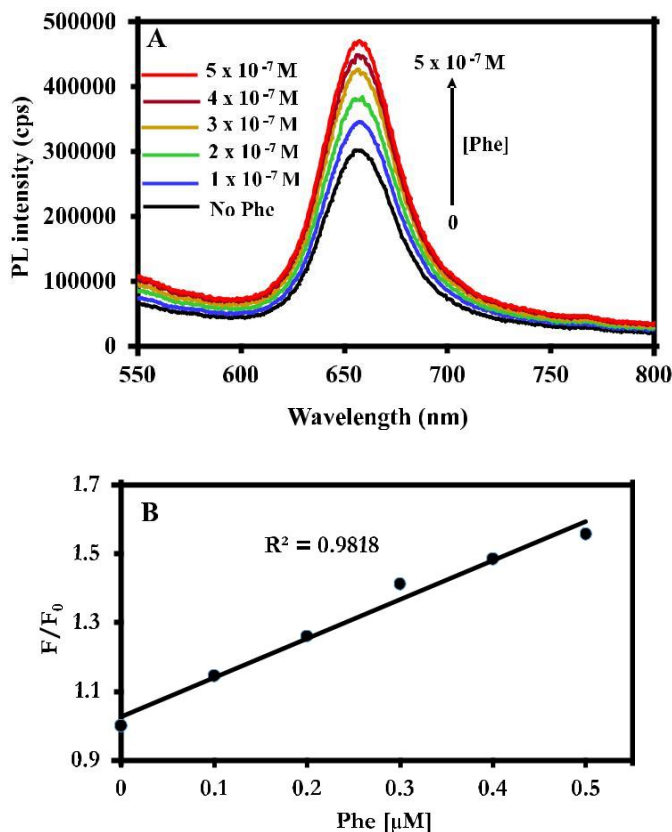 A
500000
400000
300000
200000
100000
0
PL intensity (cps)
5 x 10⁻⁷ M
4 x 10⁻⁷ M
3 x 10⁻⁷ M
2 x 10⁻⁷ M
1 x 10⁻⁷ M
No Phe
5 x 10⁻⁷ M
[Phe]
0
550 600 650 700 750 800
Wavelength (nm)
B
R² = 0.9818
1.7
1.5
1.3
1.1
0.9
F/F₀
0 0.1 0.2 0.3 0.4 0.5
Phe [µM]